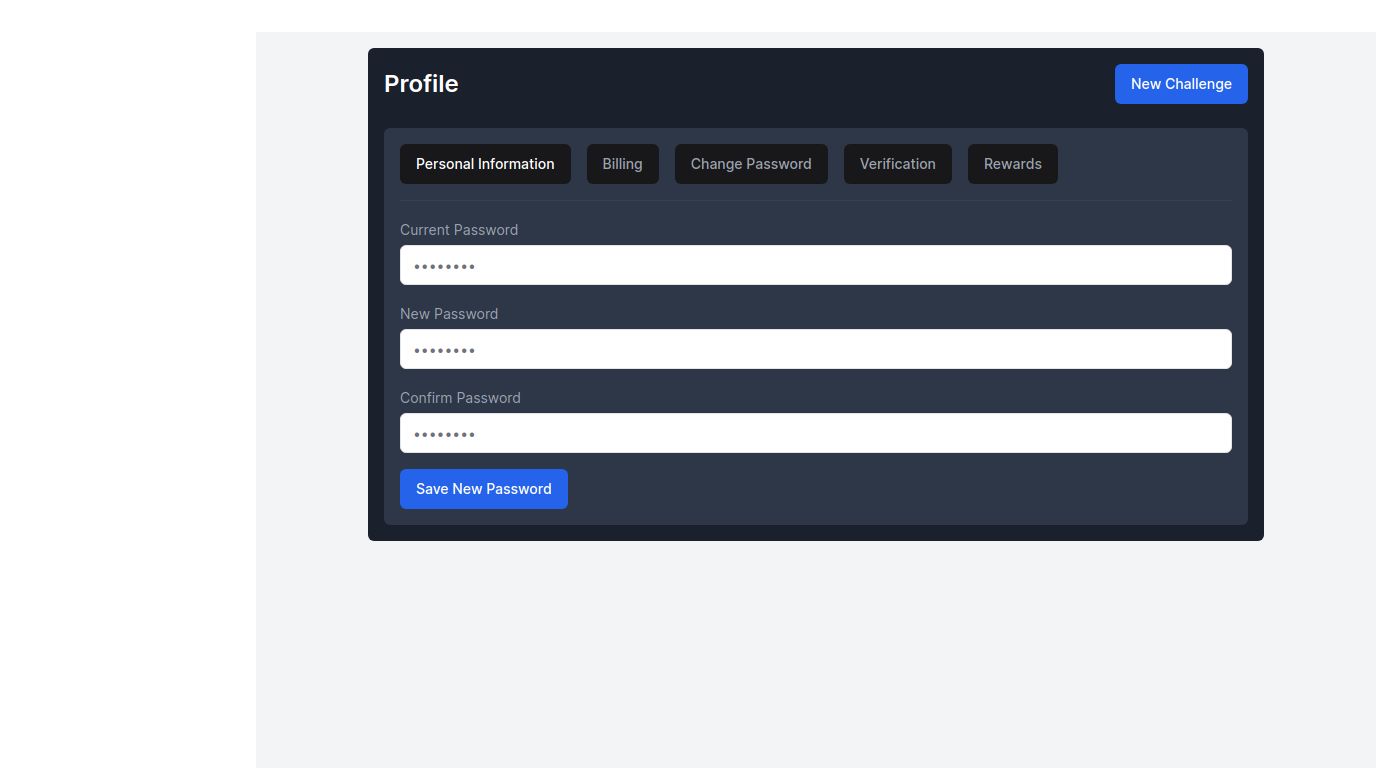 Profile
New Challenge
Personal Information Billing Change Password Verification Rewards
Current Password
••••••••
New Password
••••••••
Confirm Password
••••••••
Save New Password